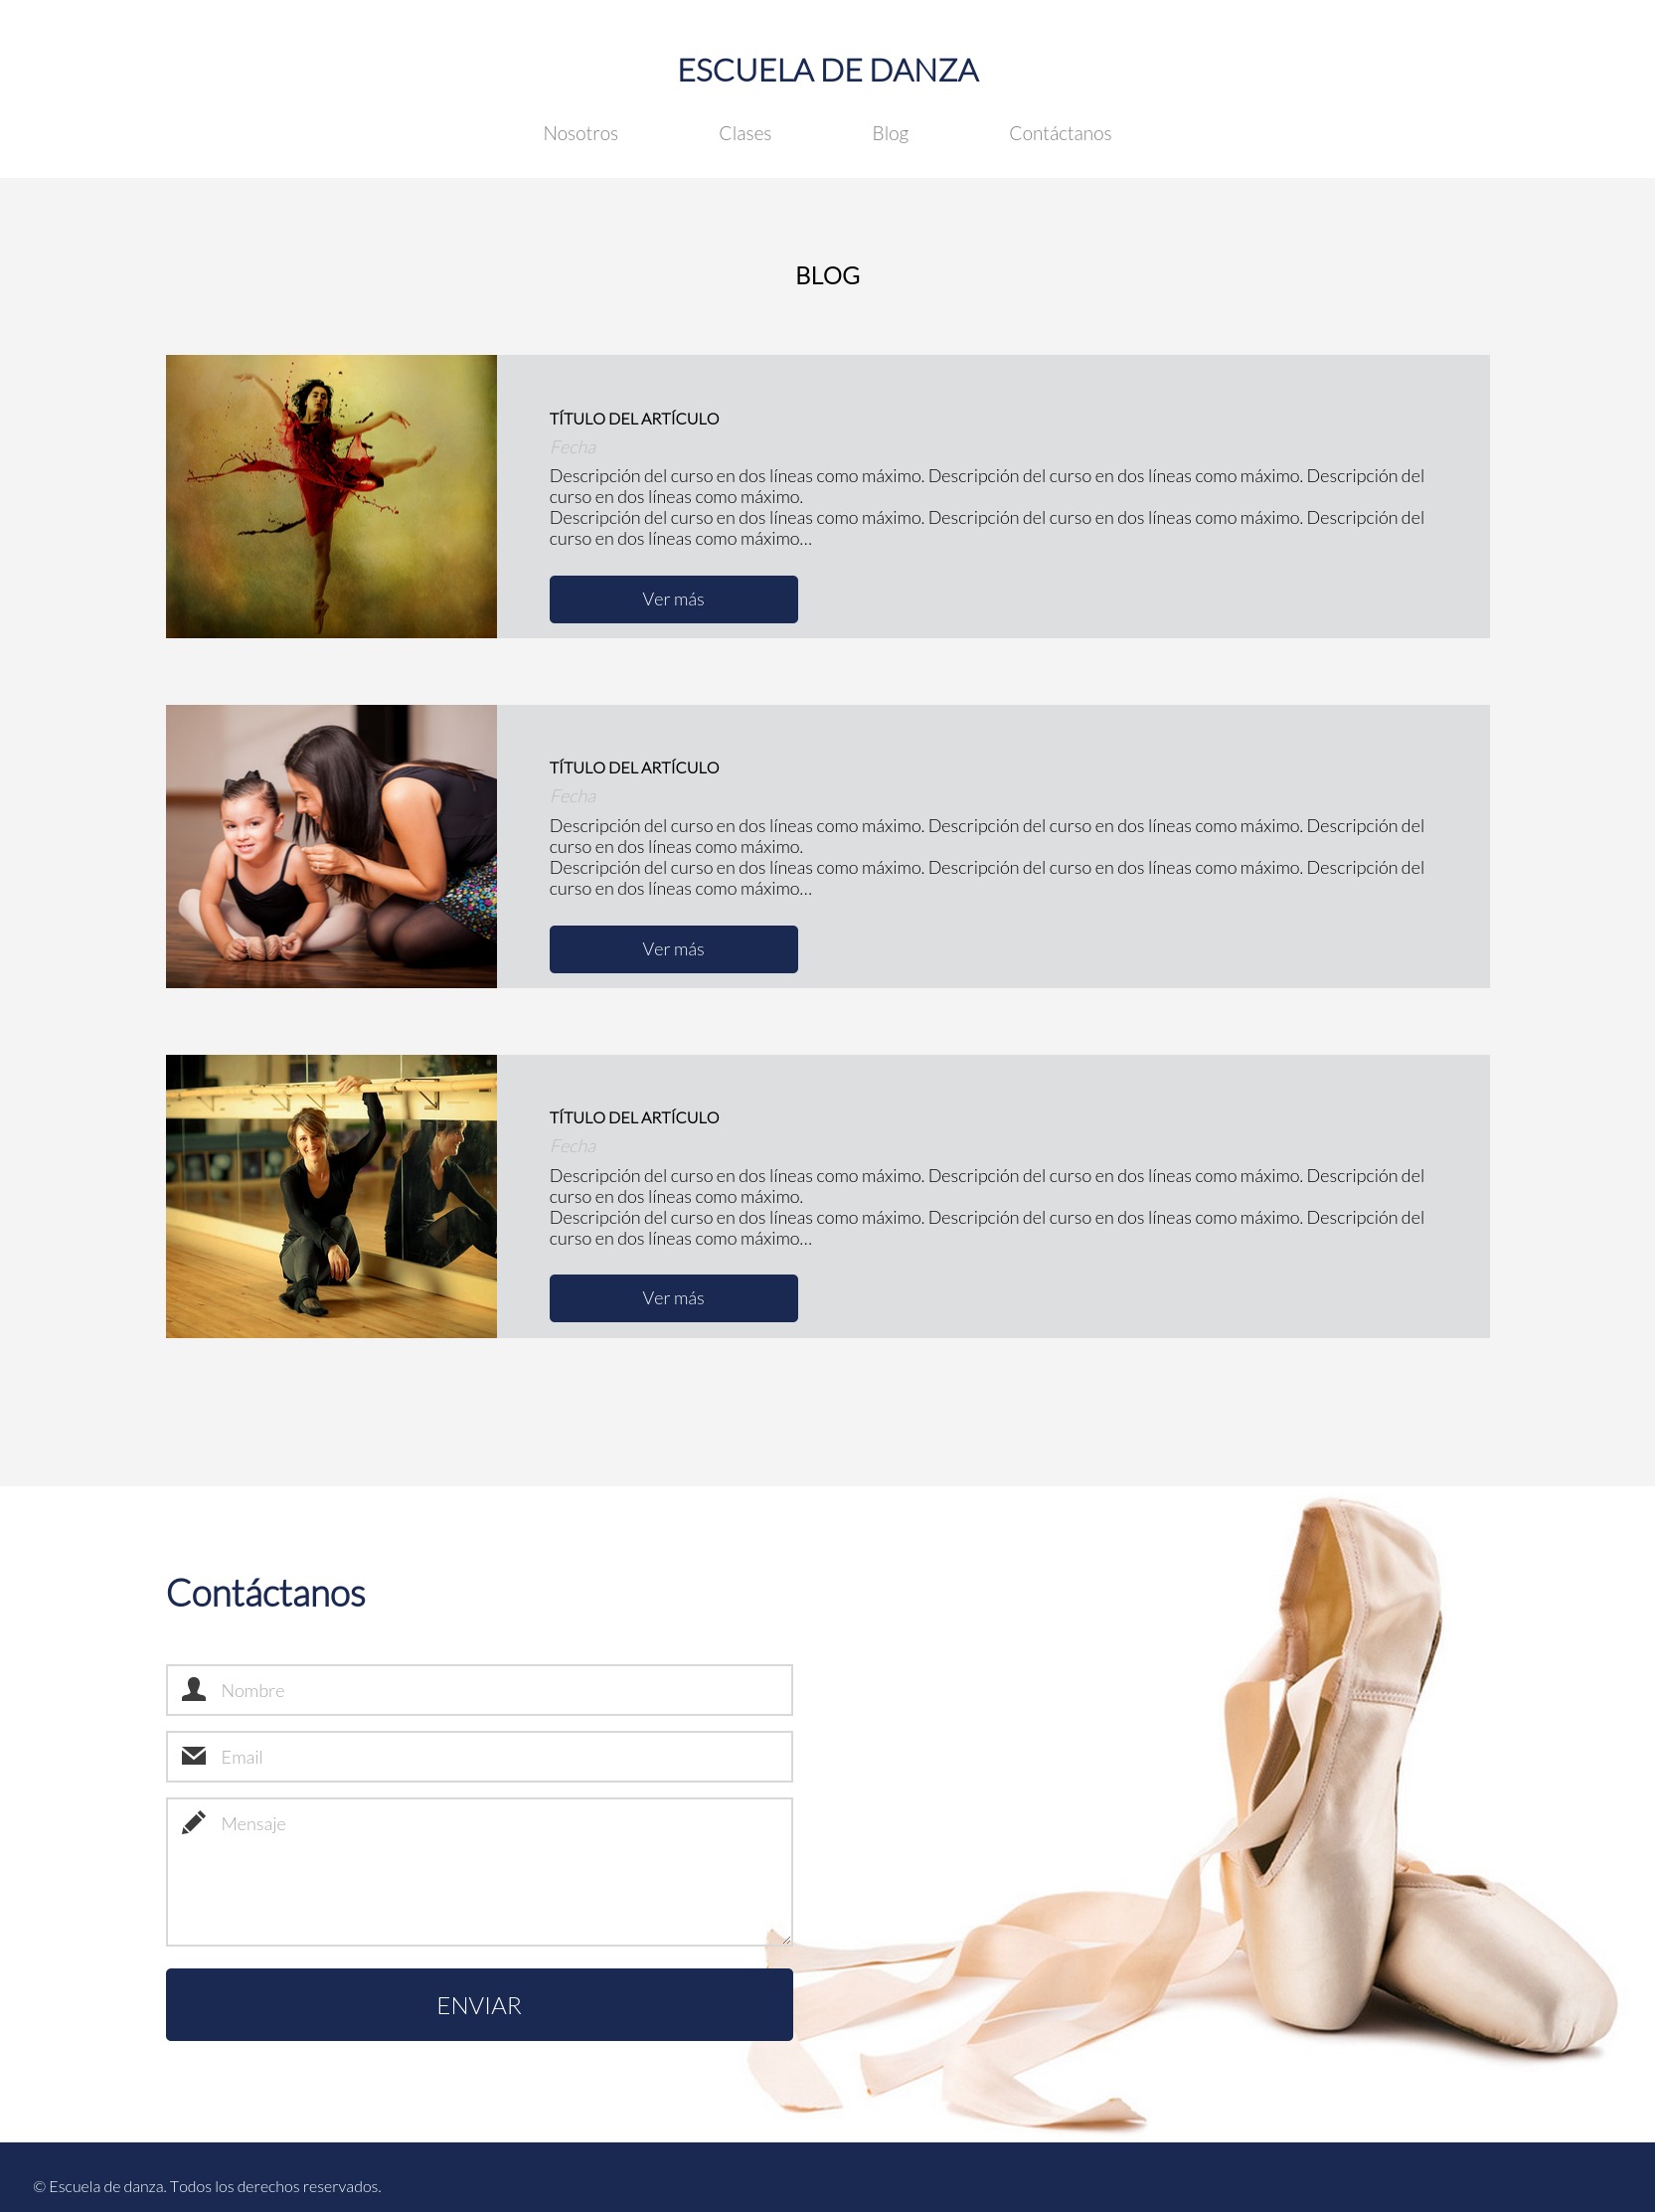 ESCUELA DE DANZA
Nosotros Clases Blog Contáctanos
BLOG
TÍTULO DEL ARTÍCULO
Fecha
Descripción del curso en dos líneas como máximo. Descripción del curso en dos líneas como máximo. Descripción del
curso en dos líneas como máximo.
Descripción del curso en dos líneas como máximo. Descripción del curso en dos líneas como máximo. Descripción del
curso en dos líneas como máximo...
Ver más
TÍTULO DEL ARTÍCULO
Fecha
Descripción del curso en dos líneas como máximo. Descripción del curso en dos líneas como máximo. Descripción del
curso en dos líneas como máximo.
Descripción del curso en dos líneas como máximo. Descripción del curso en dos líneas como máximo. Descripción del
curso en dos líneas como máximo...
Ver más
TÍTULO DEL ARTÍCULO
Fecha
Descripción del curso en dos líneas como máximo. Descripción del curso en dos líneas como máximo. Descripción del
curso en dos líneas como máximo.
Descripción del curso en dos líneas como máximo. Descripción del curso en dos líneas como máximo. Descripción del
curso en dos líneas como máximo...
Ver más
Contáctanos
Nombre
Email
Mensaje
ENVIAR
© Escuela de danza. Todos los derechos reservados.